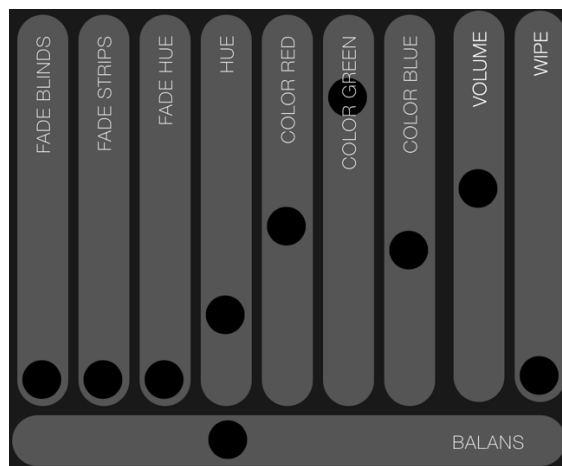 FADE BLINDS
FADE STRIPS
FADE HUE
HUE
COLOR RED
COLOR GREEN
COLOR BLUE
VOLUME
WIPE
BALANS